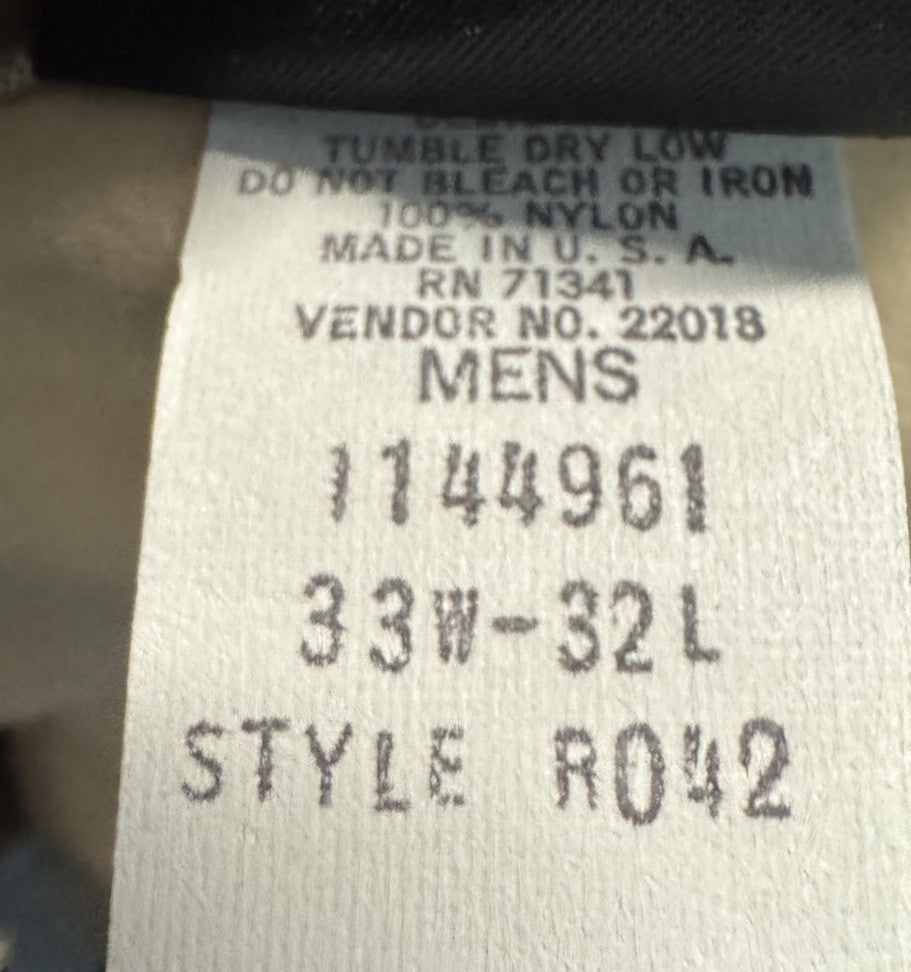 TUMBLE DRY LOW
DO NOT BLEACH OR IRON
100% NYLON
MADE IN U. S. A.
RN 71341
VENDOR NO. 22018
MENS
1144961
33W-32L
STYLE R042